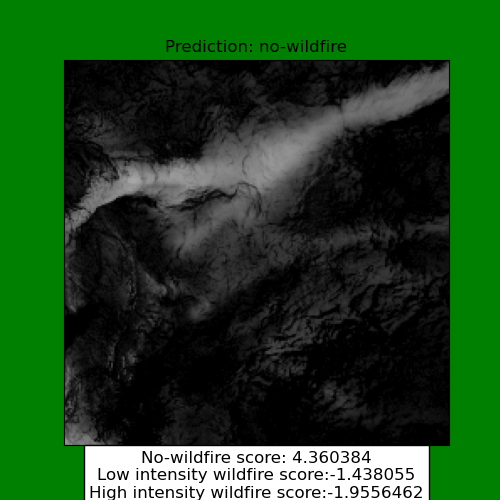 Prediction: no-wildfire
No-wildfire score: 4.360384
Low intensity wildfire score:-1.438055
High intensity wildfire score:-1.9556462